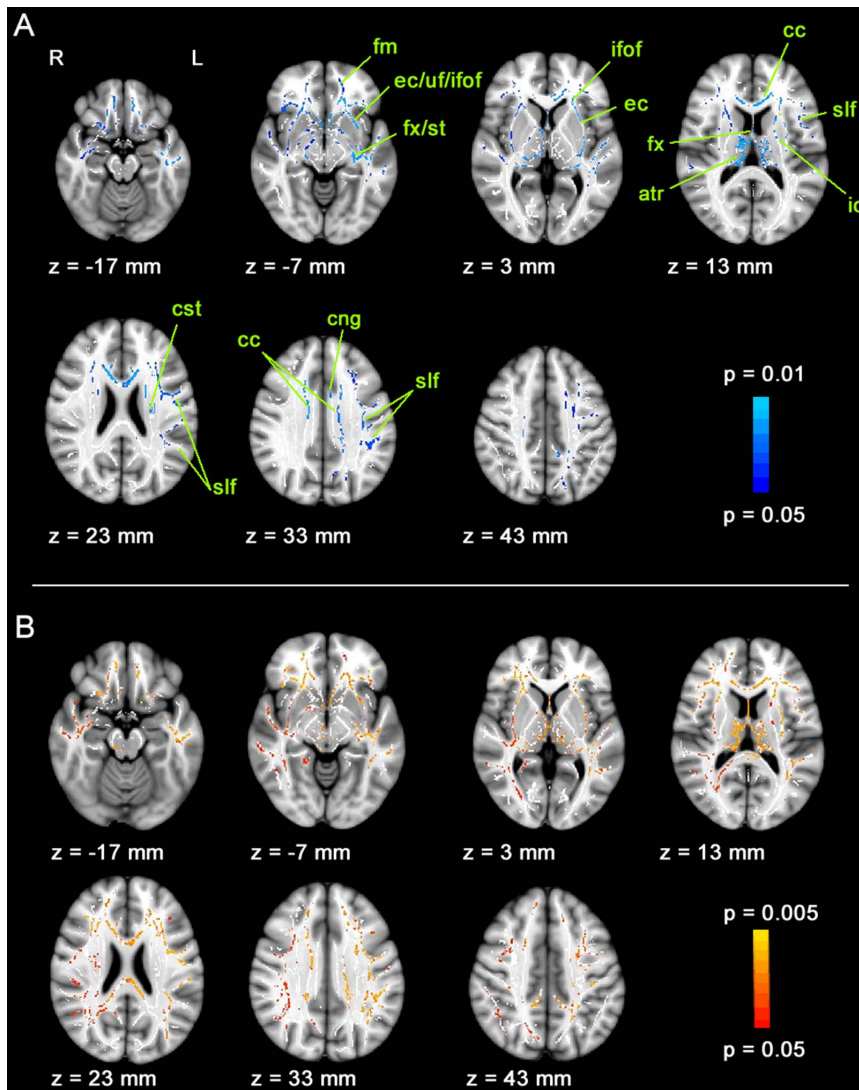 A
R L
fm
ec/uf/ifof
fx/st
ifof
ec
cc
slf
fx
atr
z = -17 mm
z = -7 mm
z = 3 mm
z = 13 mm
cst
slf
cc
cng
slf
p = 0.01
p = 0.05
z = 23 mm
z = 33 mm
z = 43 mm
B
z = -17 mm
z = -7 mm
z = 3 mm
z = 13 mm
p = 0.005
p = 0.05
z = 23 mm
z = 33 mm
z = 43 mm